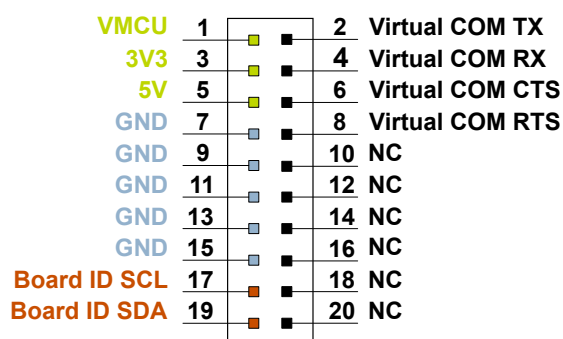 VMCU 1 2 Virtual COM TX
3V3 3 4 Virtual COM RX
5V 5 6 Virtual COM CTS
GND 7 8 Virtual COM RTS
GND 9 10 NC
GND 11 12 NC
GND 13 14 NC
GND 15 16 NC
Board ID SCL 17 18 NC
Board ID SDA 19 20 NC